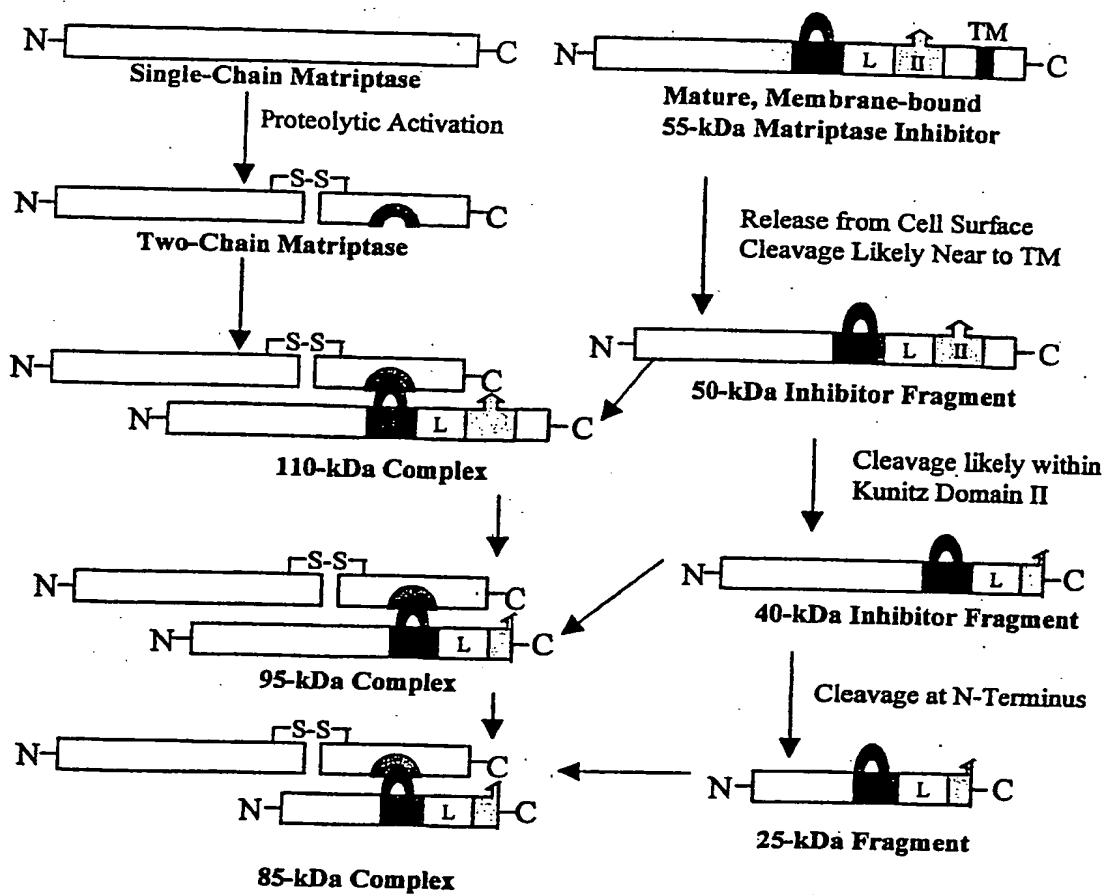 N
C
Single-Chain Matriptase
Proteolytic Activation
N
S-S
C
Two-Chain Matriptase
N
S-S
C
N
L
C
110-kDa Complex
N
S-S
C
N
L
C
95-kDa Complex
N
S-S
C
N
L
C
85-kDa Complex
TM
N
L
II
C
Mature, Membrane-bound
55-kDa Matriptase Inhibitor
Release from Cell Surface
Cleavage Likely Near to TM
N
L
II
C
50-kDa Inhibitor Fragment
Cleavage likely within
Kunitz Domain II
N
L
C
40-kDa Inhibitor Fragment
Cleavage at N-Terminus
N
L
C
25-kDa Fragment